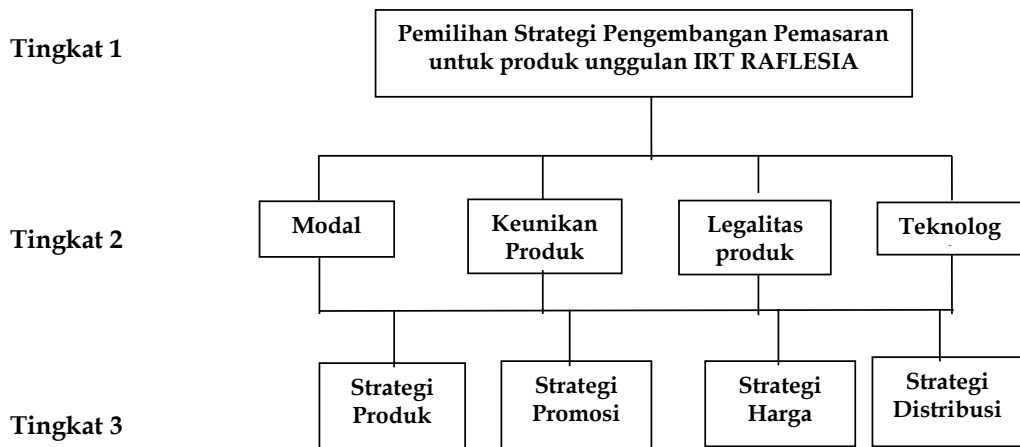 Tingkat 1
Pemilihan Strategi Pengembangan Pemasaran
untuk produk unggulan IRT RAFLESIA
Tingkat 2
Modal
Keunikan
Produk
Legalitas
produk
Teknolog
Tingkat 3
Strategi
Produk
Strategi
Promosi
Strategi
Harga
Strategi
Distribusi